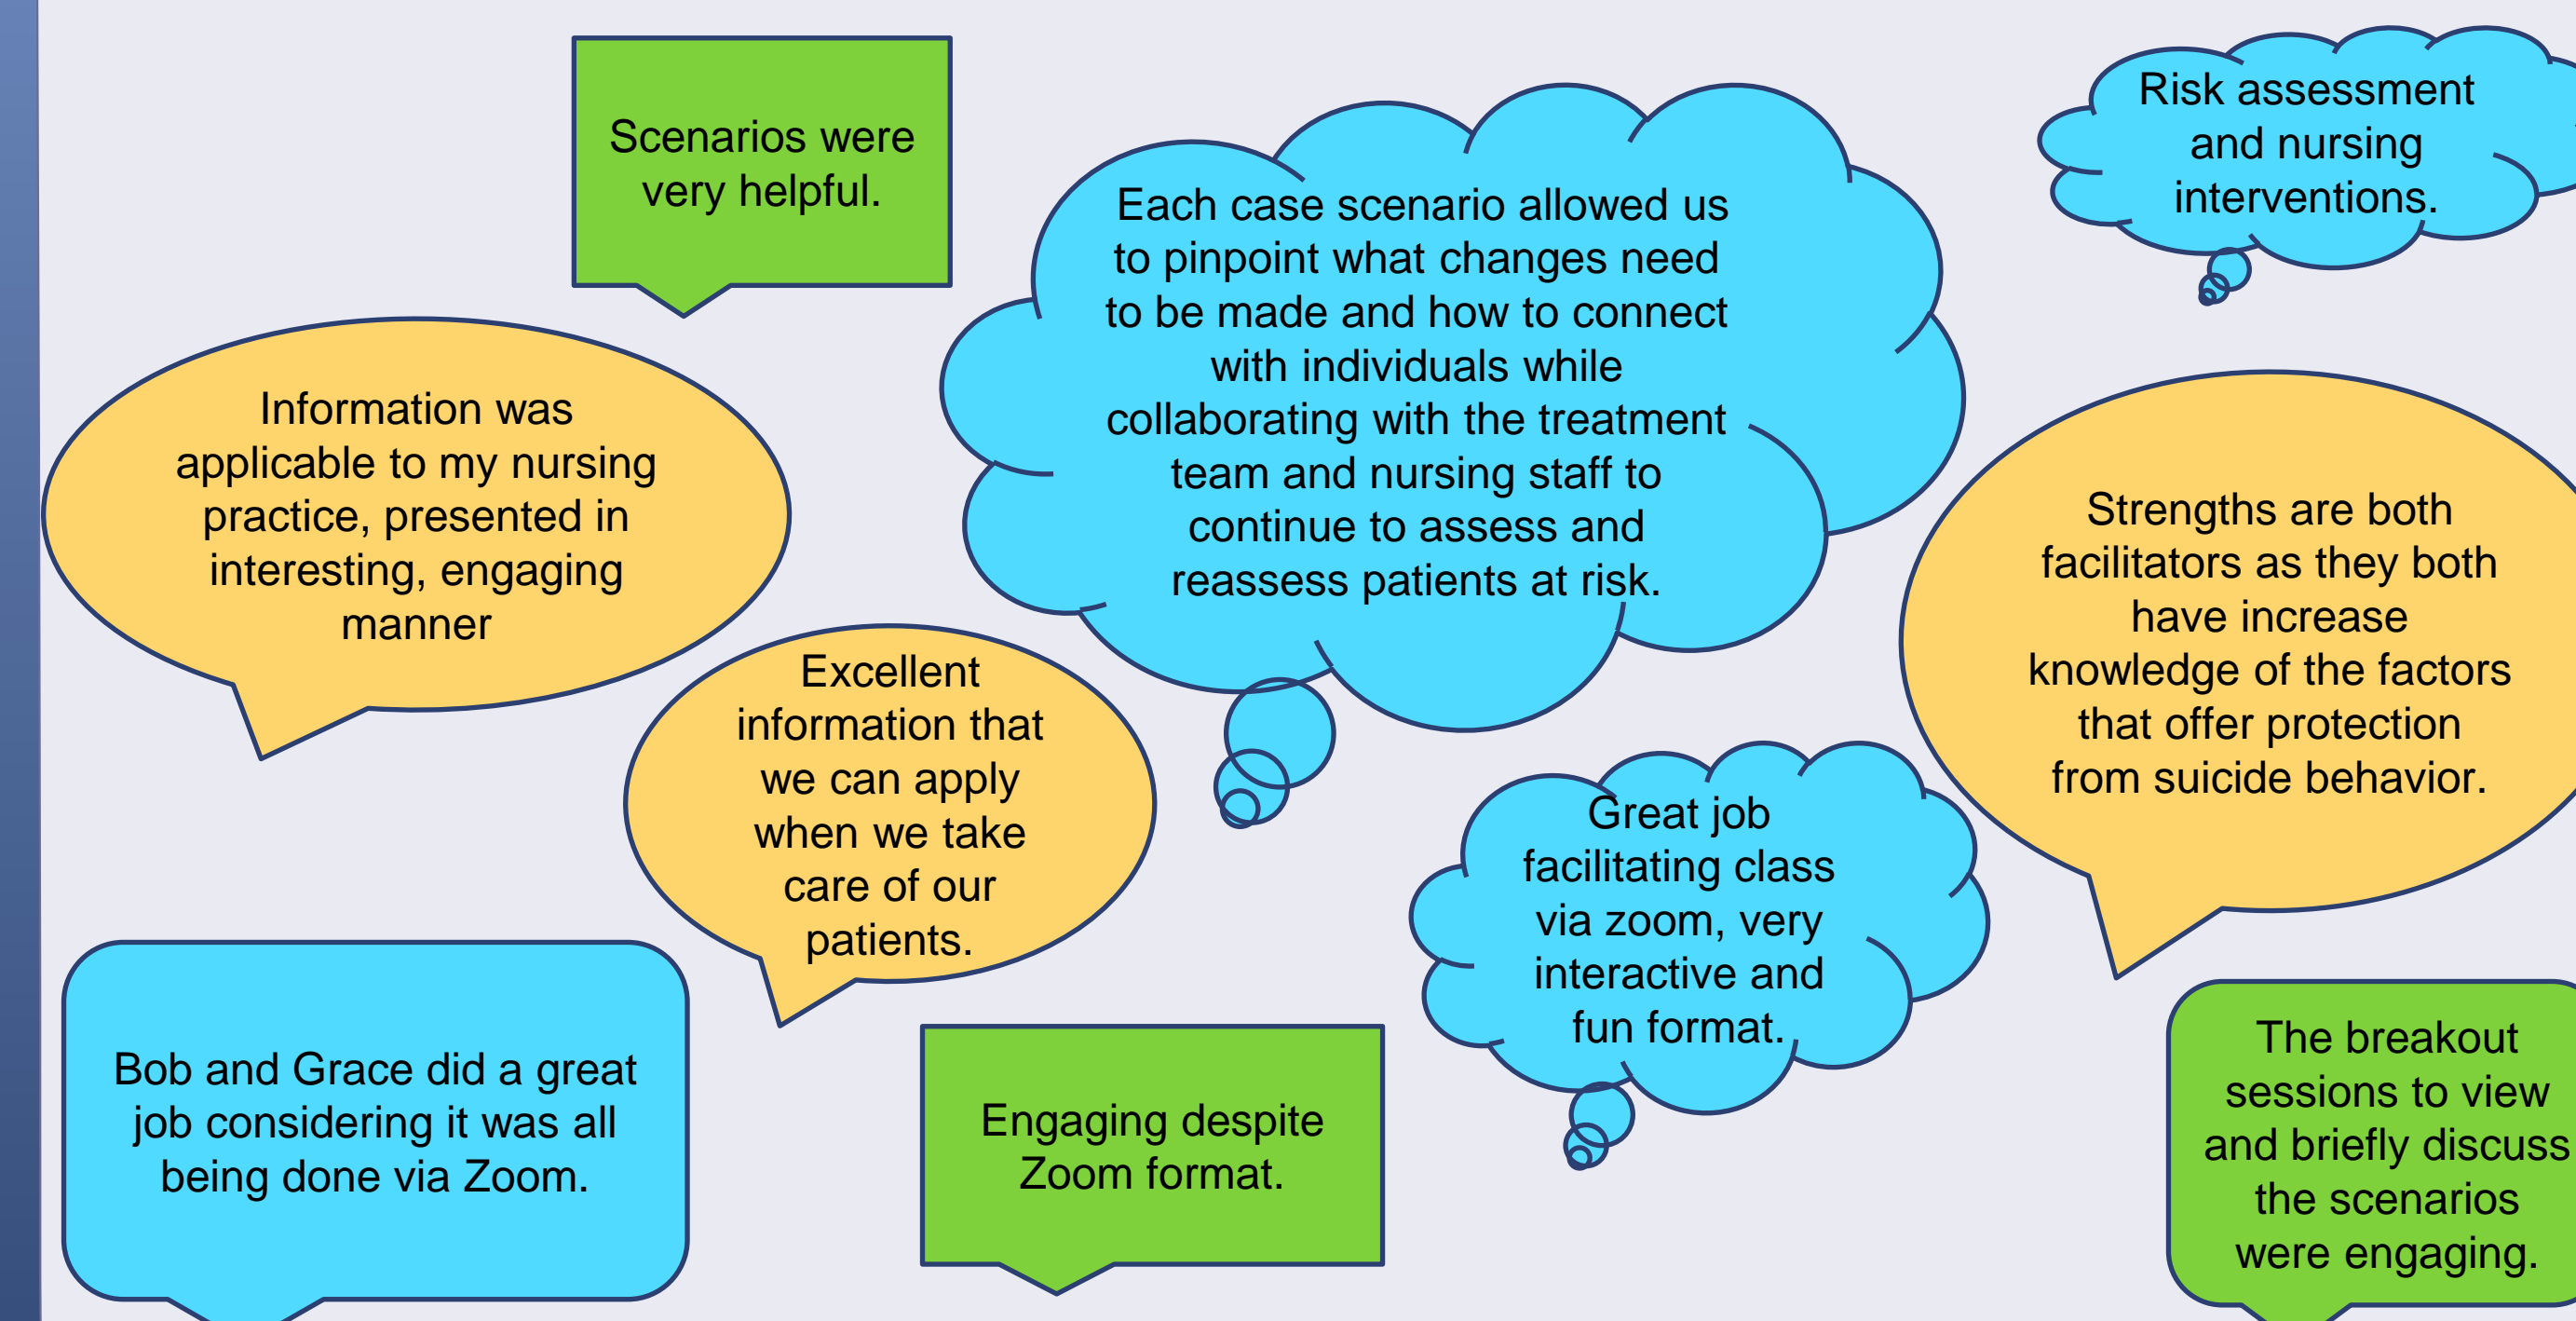 Scenarios were
very helpful.
Each case scenario allowed us
to pinpoint what changes need
to be made and how to connect
with individuals while
collaborating with the treatment
team and nursing staff to
continue to assess and
reassess patients at risk.
Risk assessment
and nursing
interventions.
Information was
applicable to my nursing
practice, presented in
interesting, engaging
manner
Excellent
information that
we can apply
when we take
care of our
patients.
Strengths are both
facilitators as they both
have increase
knowledge of the factors
that offer protection
from suicide behavior.
Great job
facilitating class
via zoom, very
interactive and
fun format.
Bob and Grace did a great
job considering it was all
being done via Zoom.
Engaging despite
Zoom format.
The breakout
sessions to view
and briefly discuss
the scenarios
were engaging.